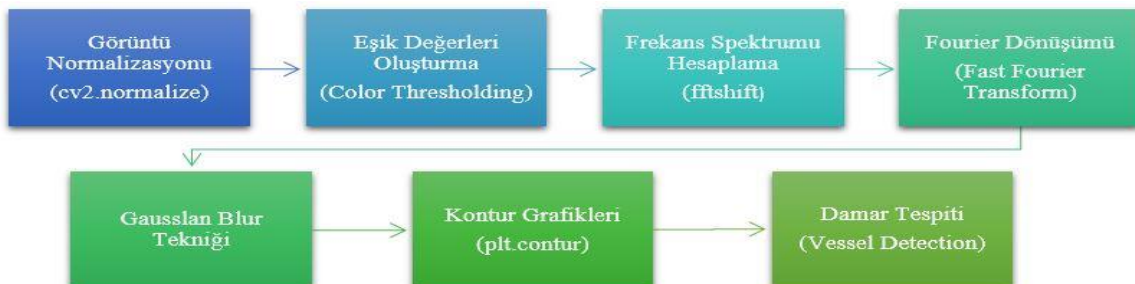 Görüntü
Normalizasyonu
(cv2.normalize)
Eşik Değerleri
Oluşturma
(Color Thresholding)
Frekans Spektrumu
Hesaplama
(fftshift)
Fourier Dönüşümü
(Fast Fourier
Transform)
Gausslan Blur
Tekniği
Kontur Grafikleri
(plt.contur)
Damar Tespiti
(Vessel Detection)